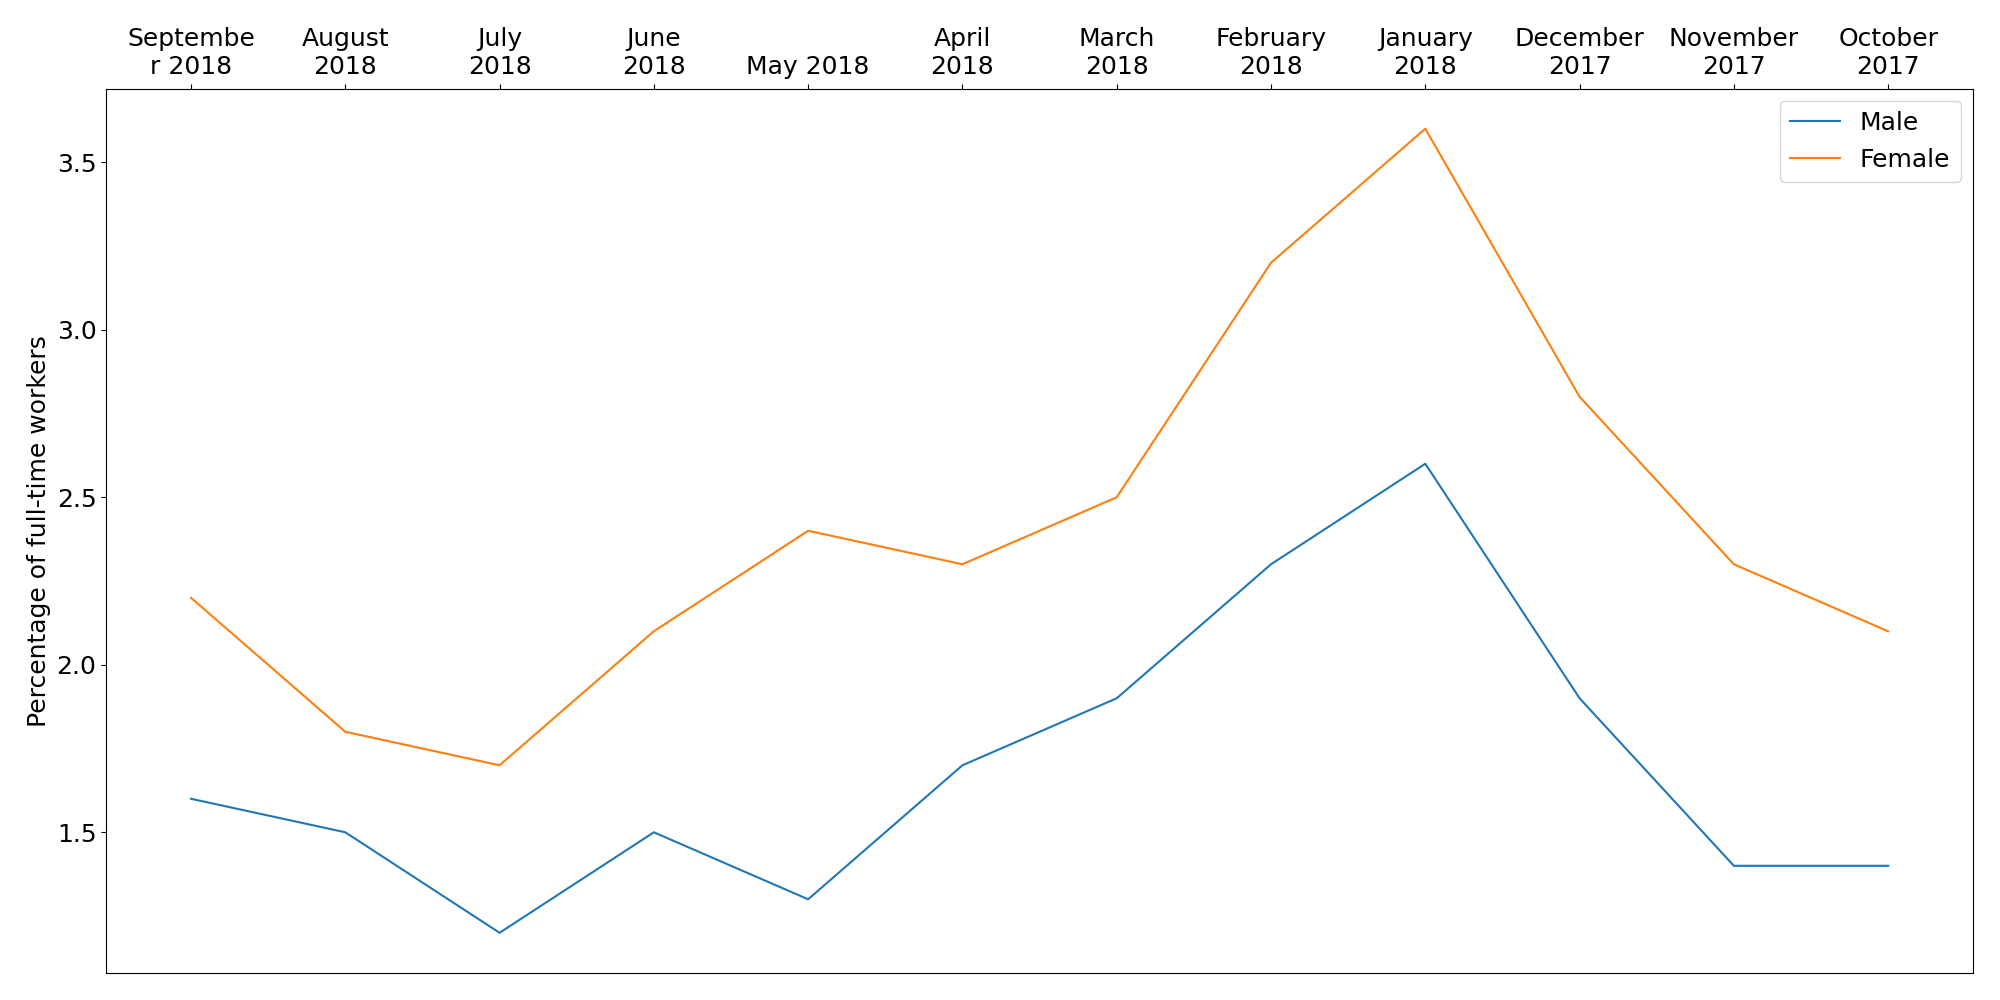 Septembe
r 2018
August
2018
July
2018
June
2018
May 2018
April
2018
March
2018
February
2018
January
2018
December
2017
November
2017
October
2017
Male
Female
3.5
3.0
2.5
2.0
1.5
Percentage of full-time workers